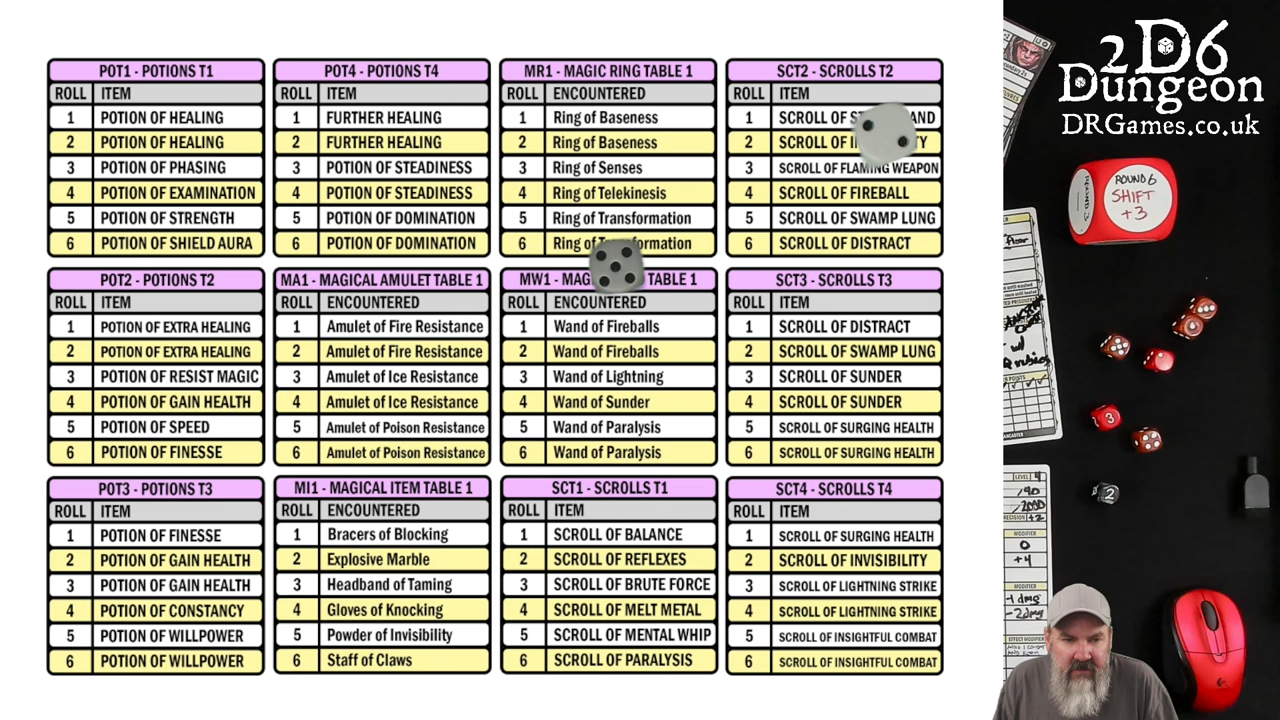 POT1 - POTIONS T1
ROLL ITEM
1 POTION OF HEALING
2 POTION OF HEALING
3 POTION OF PHASING
4 POTION OF EXAMINATION
5 POTION OF STRENGTH
6 POTION OF SHIELD AURA
POT4 - POTIONS T4
ROLL ITEM
1 FURTHER HEALING
2 FURTHER HEALING
3 POTION OF STEADINESS
4 POTION OF STEADINESS
5 POTION OF DOMINATION
6 POTION OF DOMINATION
MR1 - MAGIC RING TABLE 1
ROLL ENCOUNTERED
1 Ring of Baseness
2 Ring of Baseness
3 Ring of Senses
4 Ring of Telekinesis
5 Ring of Transformation
6 Ring of
SCT2 - SCROLLS T2
ROLL ITEM
1 SCROLL OF
2 SCROLL OF
3 SCROLL OF FLAMING WEAPON
4 SCROLL OF FIREBALL
5 SCROLL OF SWAMP LUNG
6 SCROLL OF DISTRACT
POT2 - POTIONS T2
ROLL ITEM
1 POTION OF EXTRA HEALING
2 POTION OF EXTRA HEALING
3 POTION OF RESIST MAGIC
4 POTION OF GAIN HEALTH
5 POTION OF SPEED
6 POTION OF FINESSE
MA1 - MAGICAL AMULET TABLE 1
ROLL ENCOUNTERED
1 Amulet of Fire Resistance
2 Amulet of Fire Resistance
3 Amulet of Ice Resistance
4 Amulet of Ice Resistance
5 Amulet of Poison Resistance
6 Amulet of Poison Resistance
MW1 - TABLE 1
ROLL ENCOUNTERED
1 Wand of Fireballs
2 Wand of Fireballs
3 Wand of Lightning
4 Wand of Sunder
5 Wand of Paralysis
6 Wand of Paralysis
SCT3 - SCROLLS T3
ROLL ITEM
1 SCROLL OF DISTRACT
2 SCROLL OF SWAMP LUNG
3 SCROLL OF SUNDER
4 SCROLL OF SUNDER
5 SCROLL OF SURGING HEALTH
6 SCROLL OF SURGING HEALTH
POT3 - POTIONS T3
ROLL ITEM
1 POTION OF FINESSE
2 POTION OF GAIN HEALTH
3 POTION OF GAIN HEALTH
4 POTION OF CONSTANCY
5 POTION OF WILLPOWER
6 POTION OF WILLPOWER
MI1 - MAGICAL ITEM TABLE 1
ROLL ENCOUNTERED
1 Bracers of Blocking
2 Explosive Marble
3 Headband of Taming
4 Gloves of Knocking
5 Powder of Invisibility
6 Staff of Claws
SCT1 - SCROLLS T1
ROLL ITEM
1 SCROLL OF BALANCE
2 SCROLL OF REFLEXES
3 SCROLL OF BRUTE FORCE
4 SCROLL OF MELT METAL
5 SCROLL OF MENTAL WHIP
6 SCROLL OF PARALYSIS
SCT4 - SCROLLS T4
ROLL ITEM
1 SCROLL OF SURGING HEALTH
2 SCROLL OF INVISIBILITY
3 SCROLL OF LIGHTNING STRIKE
4 SCROLL OF LIGHTNING STRIKE
5 SCROLL OF INSIGHTFUL COMBAT
6 SCROLL OF INSIGHTFUL COMBAT
2D6
Dungeon
DRGames.co.uk
ROUND 6
SHIFT
+3
3
2
LEVEL 4
MODIFIER
0
+4
MODIFIER
-1 dmg
-2 dmg
EFFECT MODIFIER